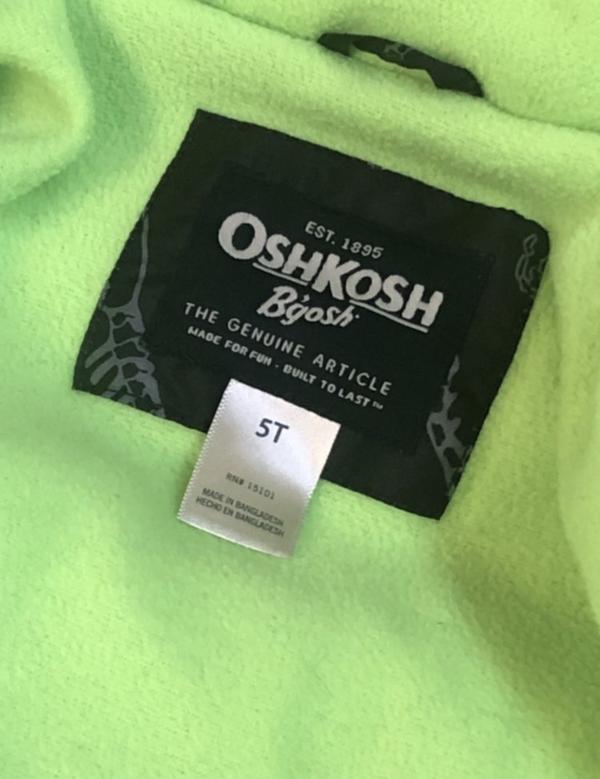 EST. 1895
OSHKOSH
B'gosh
THE GENUINE ARTICLE
MADE FOR FUN · BUILT TO LAST™
5T
RN# 15101
MADE IN BANGLADESH
HECHO EN BANGLADESH